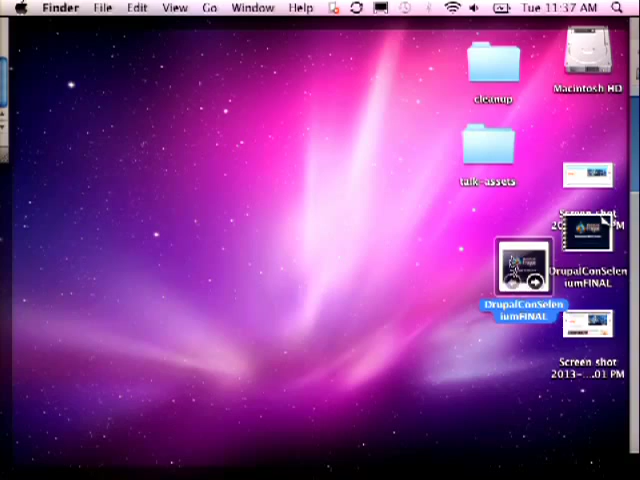 Finder File Edit View Go Window Help Tue 11:37 AM
cleanup
Macintosh HD
talk-assets
Screen shot
DrupalConSelen
iumFINAL
DrupalConSelen
iumFINAL
Screen shot
2013-....01 PM